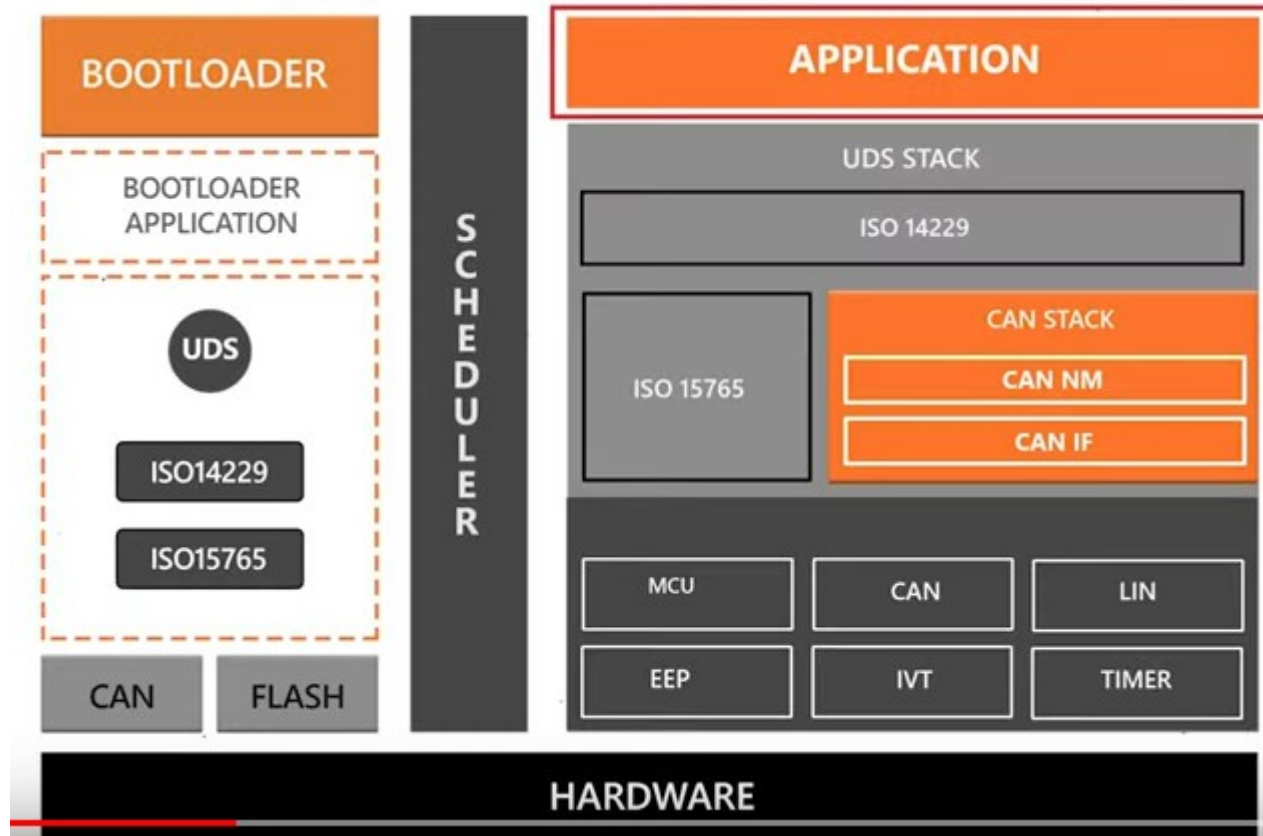 BOOTLOADER
BOOTLOADER
APPLICATION
UDS
ISO14229
ISO15765
CAN
FLASH
SCHEDULER
APPLICATION
UDS STACK
ISO 14229
ISO 15765
CAN STACK
CAN NM
CAN IF
MCU
CAN
LIN
EEP
IVT
TIMER
HARDWARE